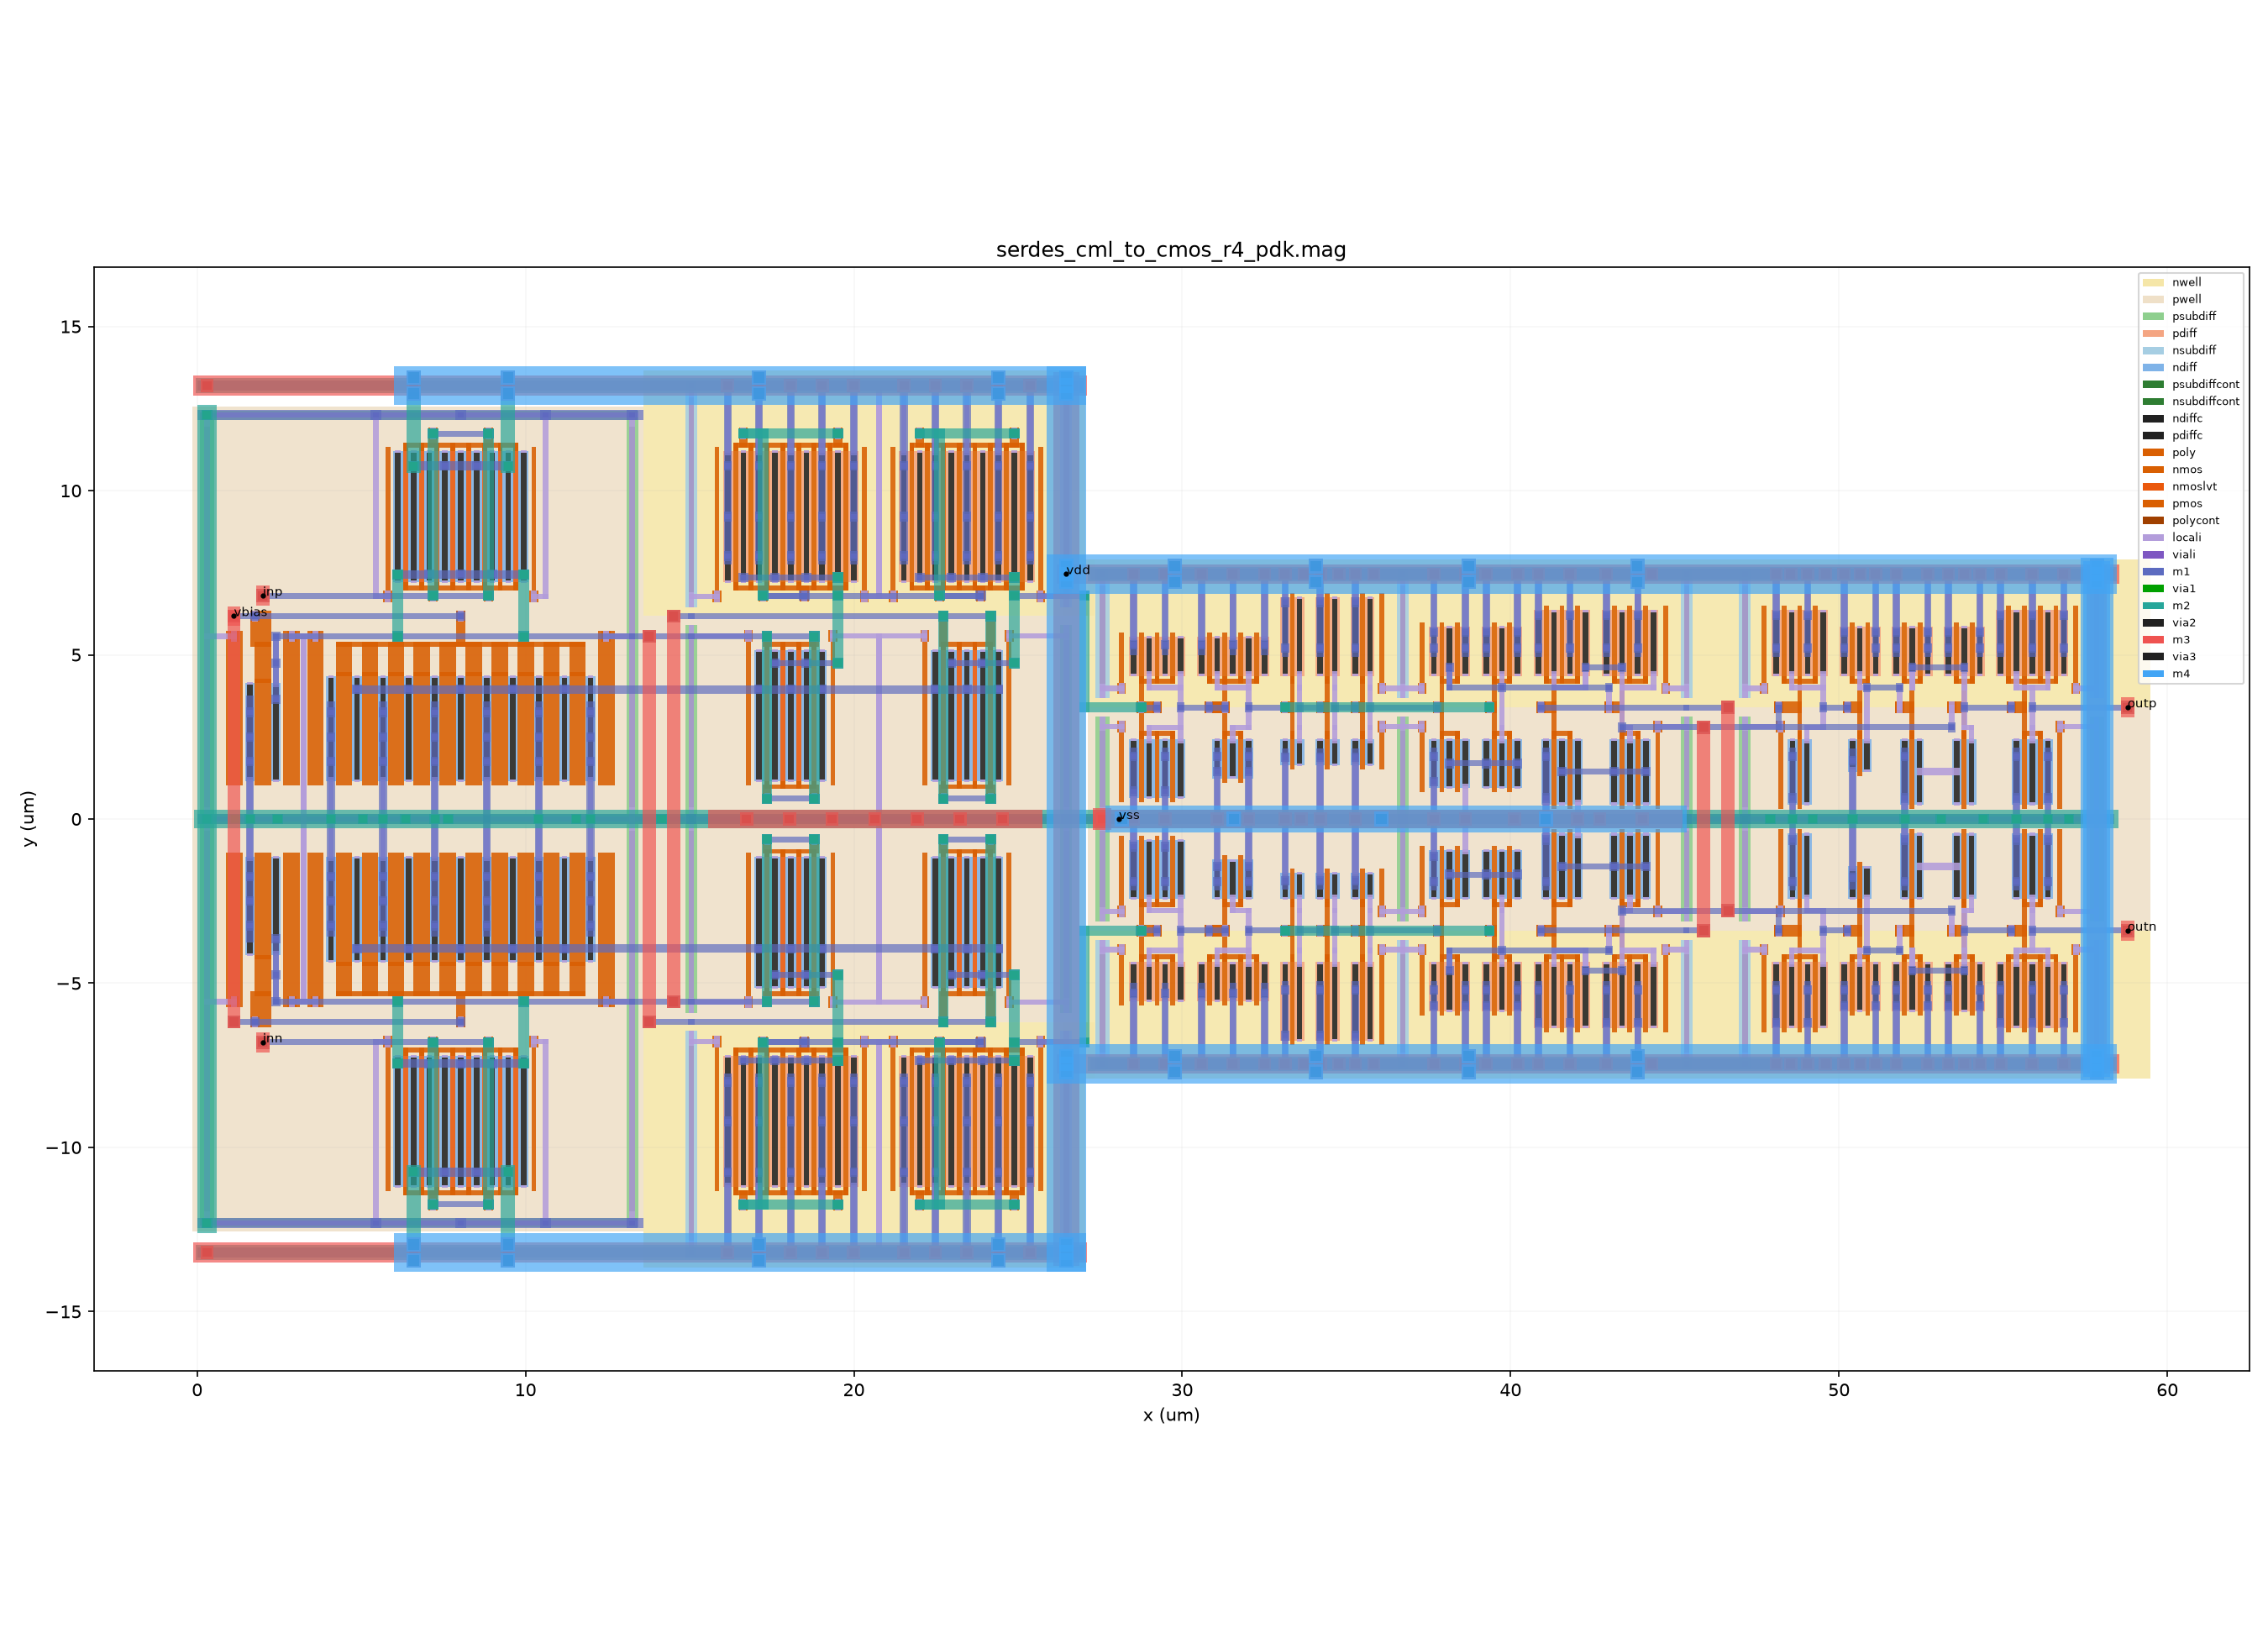 serdes_cml_to_cmos_r4_pdk.mag
nwell
pwell
psubdiff
pdiff
nsubdiff
ndiff
psubdiffcont
nsubdiffcont
ndiffc
pdiffc
poly
nmos
nmoslvt
pmos
polycont
locali
viali
m1
via1
m2
via2
m3
via3
m4
15
10
5
0
−5
−10
−15
y (um)
inp
vbias
inn
vdd
vss
outp
outn
0
10
20
30
40
50
60
x (um)